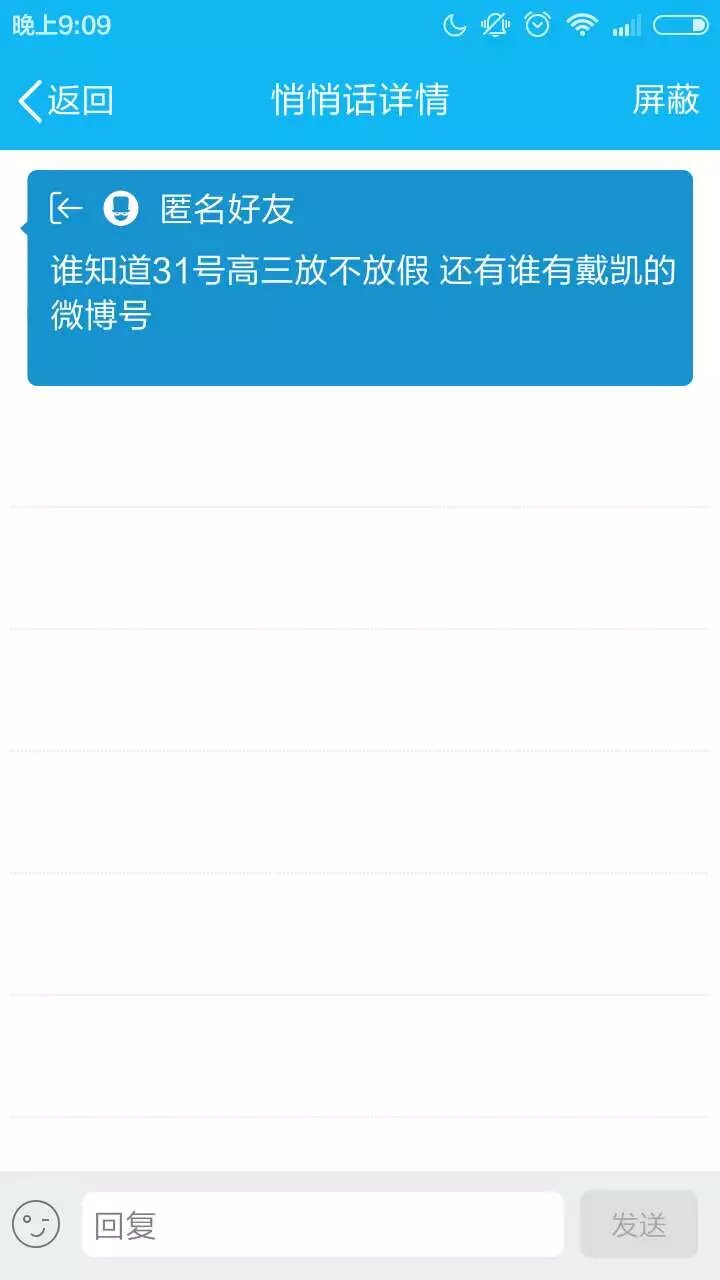 晚上9:09
返回
悄悄话详情
屏蔽
匿名好友
谁知道31号高三放不放假 还有谁有戴凯的
微博号
回复
发送